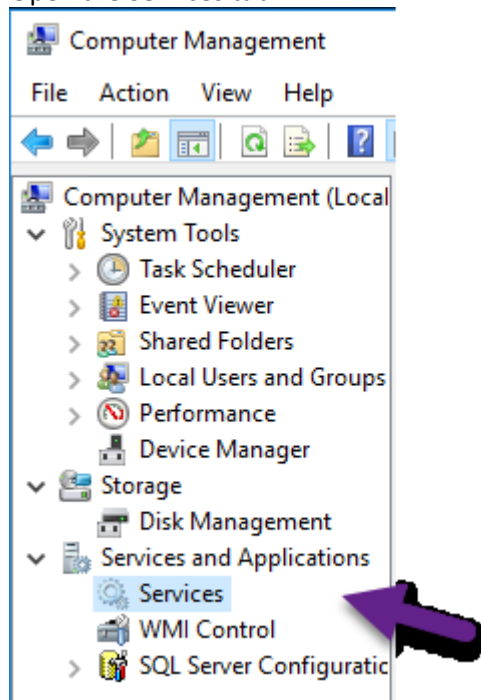 Computer Management
File Action View Help
Computer Management (Local
System Tools
Task Scheduler
Event Viewer
Shared Folders
Local Users and Groups
Performance
Device Manager
Storage
Disk Management
Services and Applications
Services
WMI Control
SQL Server Configuratic